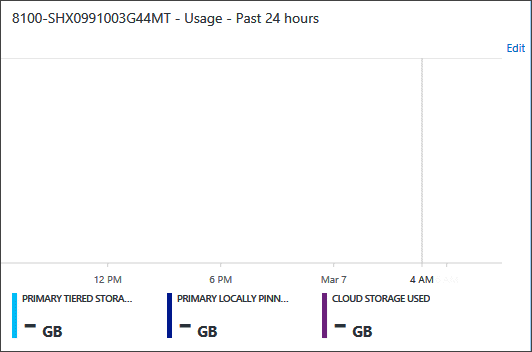 8100-SHX0991003G44MT - Usage - Past 24 hours
Edit
12 PM 6 PM Mar 7 4 AM
PRIMARY TIERED STORA... PRIMARY LOCALLY PINN... CLOUD STORAGE USED
-- GB -- GB -- GB